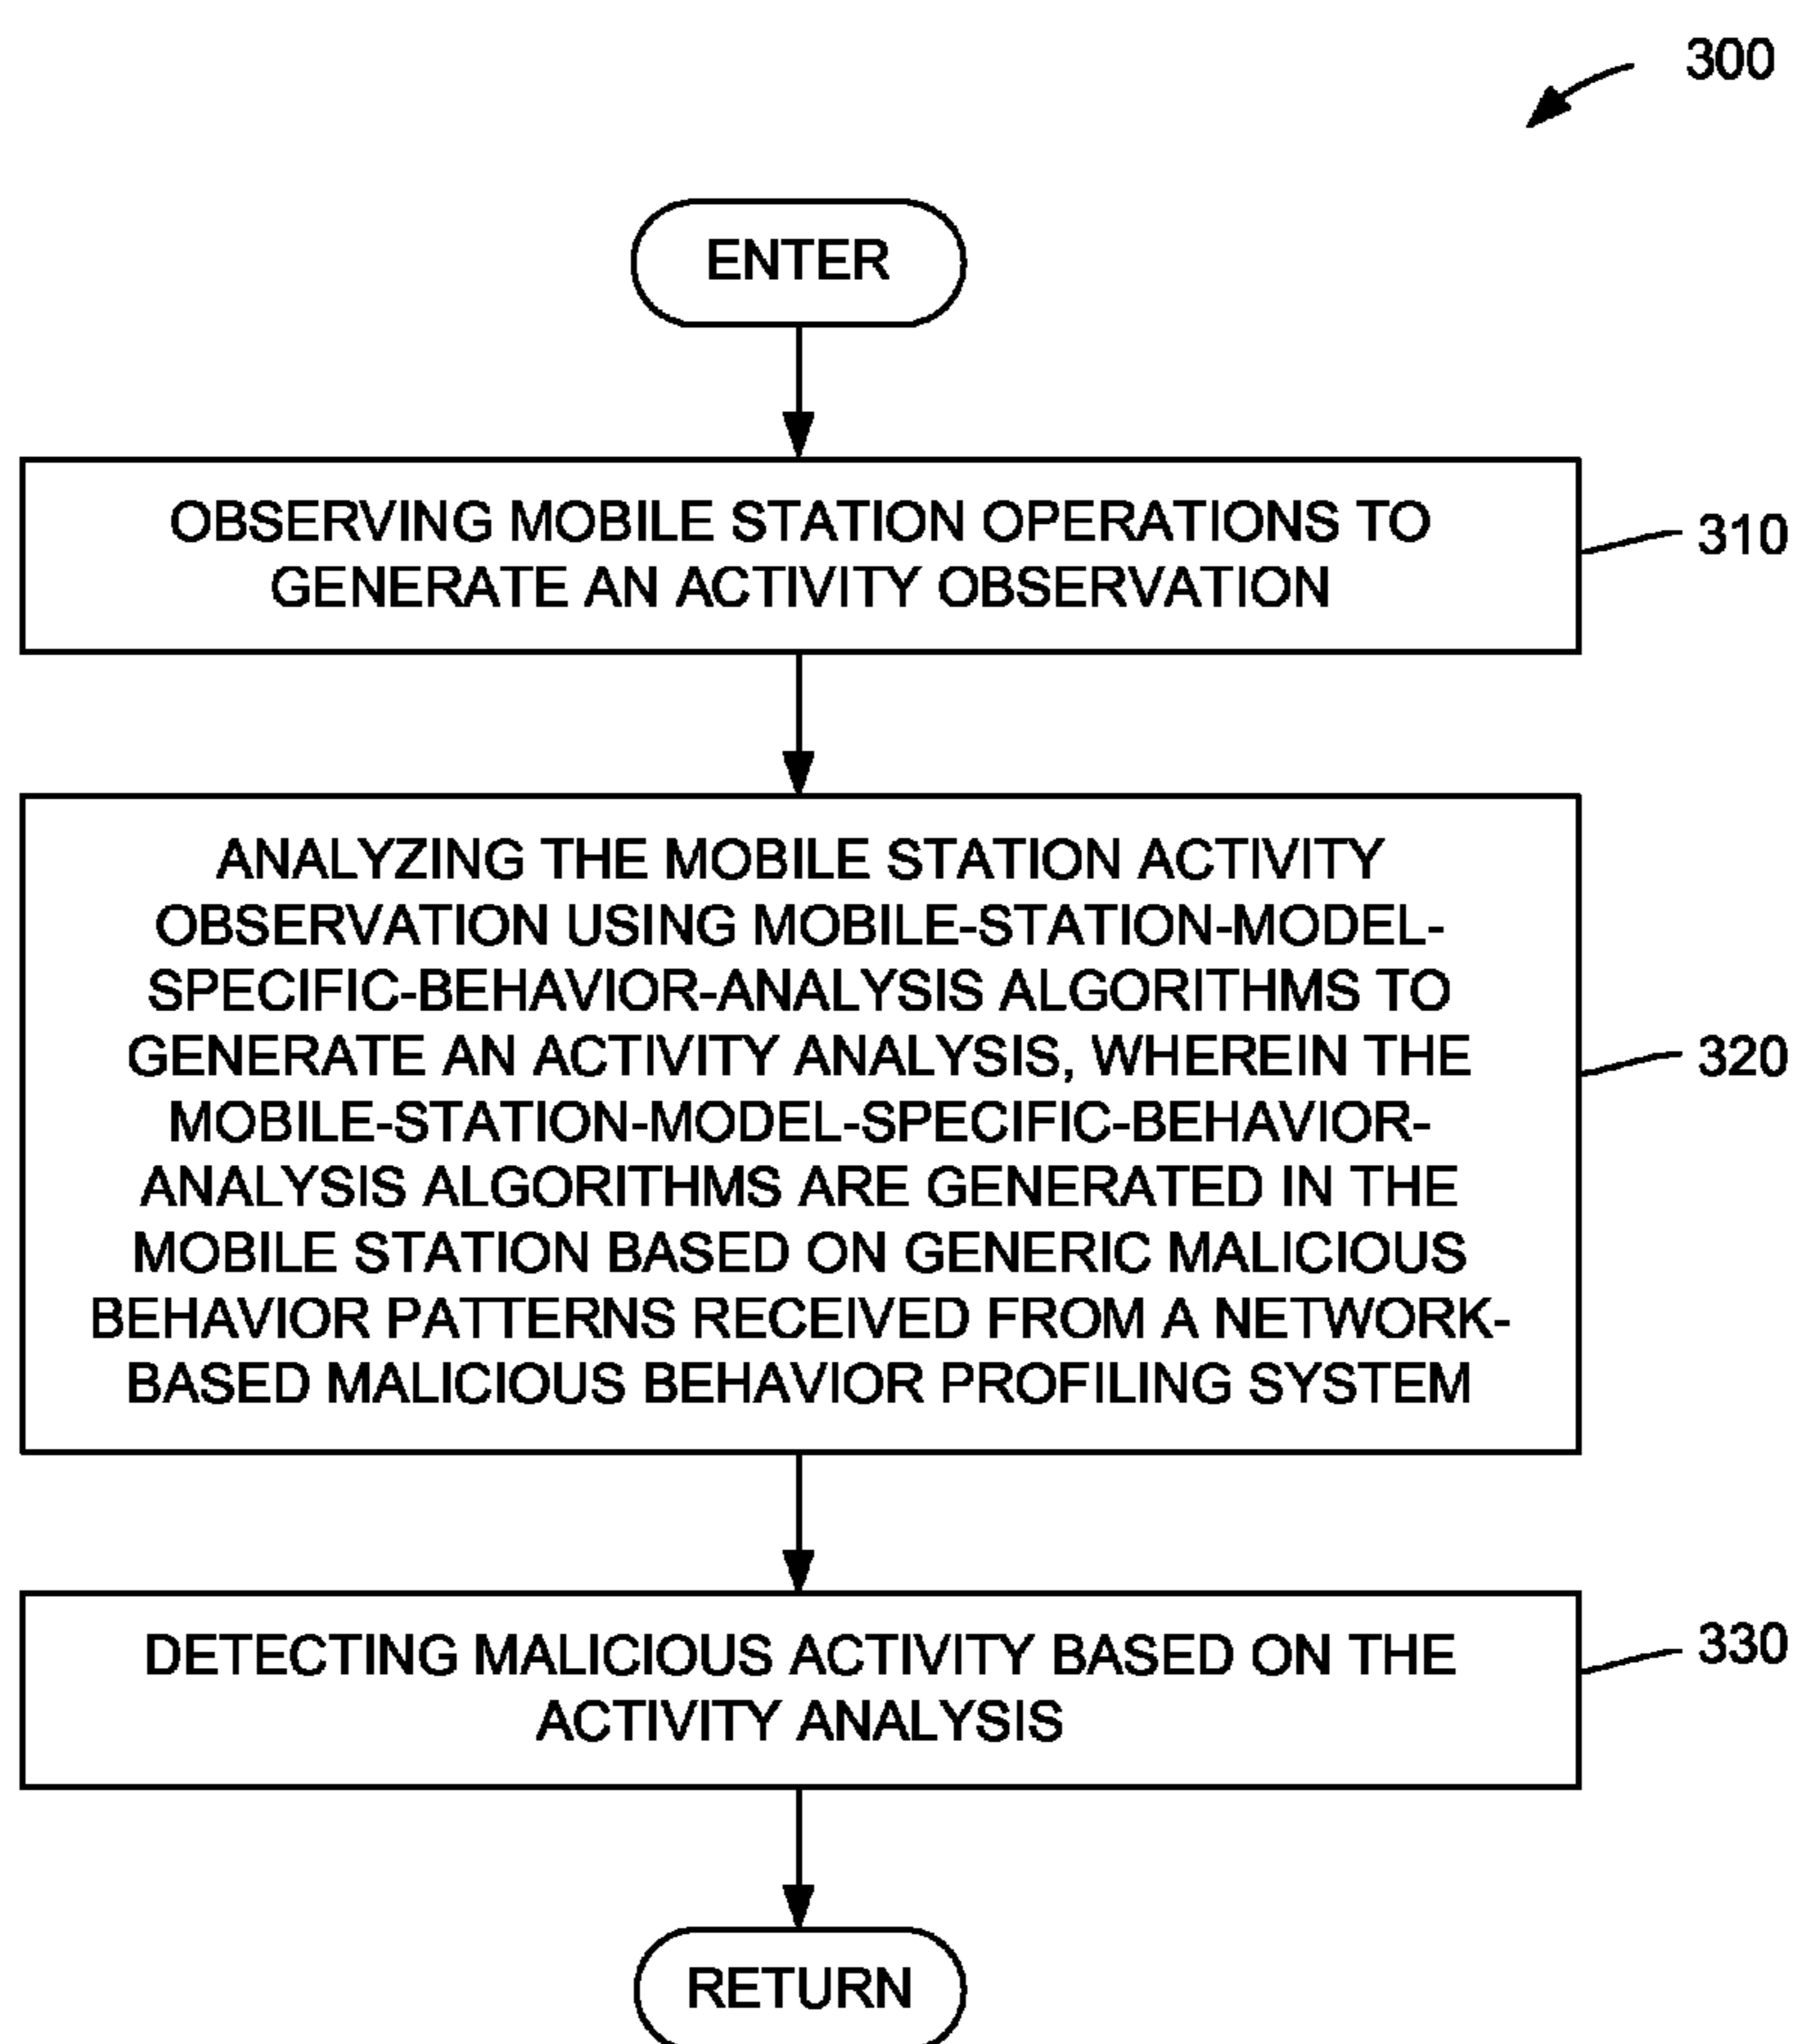 300
ENTER
OBSERVING MOBILE STATION OPERATIONS TO
GENERATE AN ACTIVITY OBSERVATION
310
ANALYZING THE MOBILE STATION ACTIVITY
OBSERVATION USING MOBILE-STATION-MODEL-
SPECIFIC-BEHAVIOR-ANALYSIS ALGORITHMS TO
GENERATE AN ACTIVITY ANALYSIS, WHEREIN THE
MOBILE-STATION-MODEL-SPECIFIC-BEHAVIOR-
ANALYSIS ALGORITHMS ARE GENERATED IN THE
MOBILE STATION BASED ON GENERIC MALICIOUS
BEHAVIOR PATTERNS RECEIVED FROM A NETWORK-
BASED MALICIOUS BEHAVIOR PROFILING SYSTEM
320
DETECTING MALICIOUS ACTIVITY BASED ON THE
ACTIVITY ANALYSIS
330
RETURN